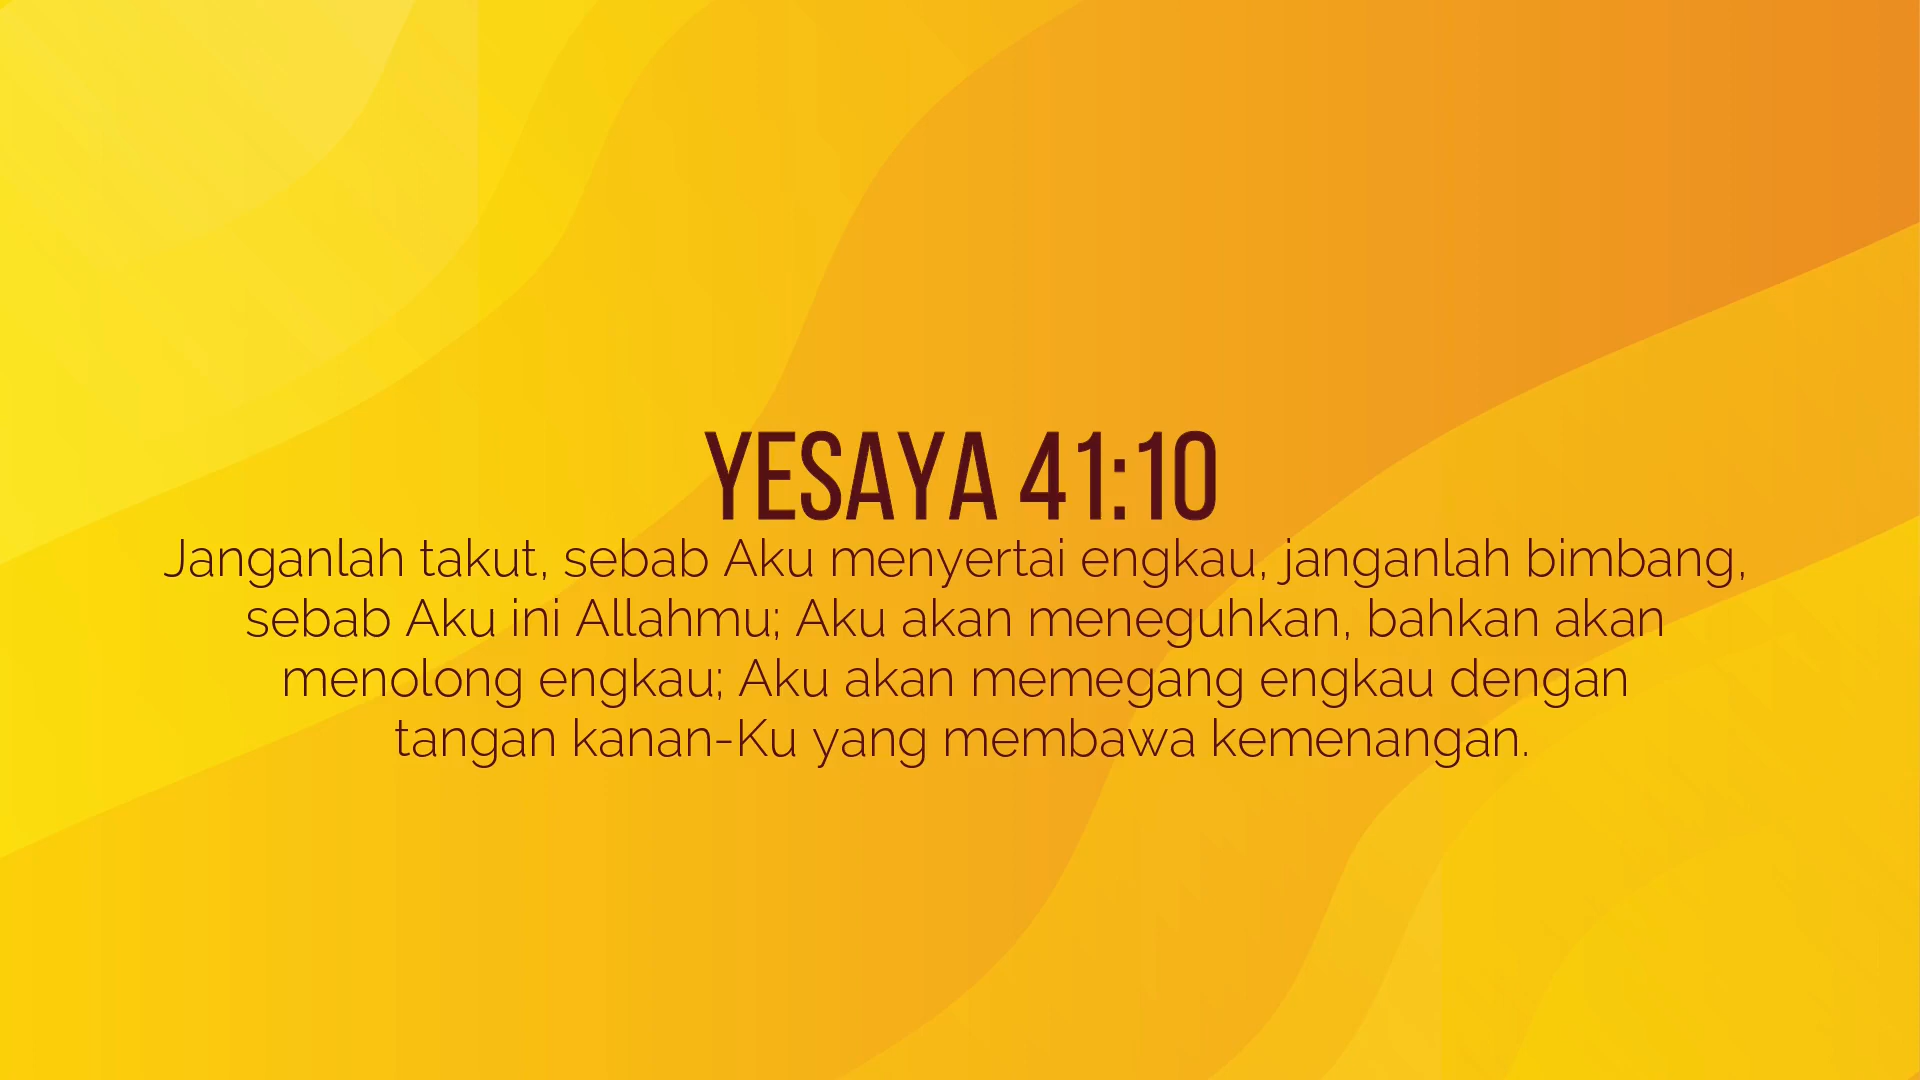 YESAYA 41:10
Janganlah takut, sebab Aku menyertai engkau, janganlah bimbang,
sebab Aku ini Allahmu; Aku akan meneguhkan, bahkan akan
menolong engkau; Aku akan memegang engkau dengan
tangan kanan-Ku yang membawa kemenangan.